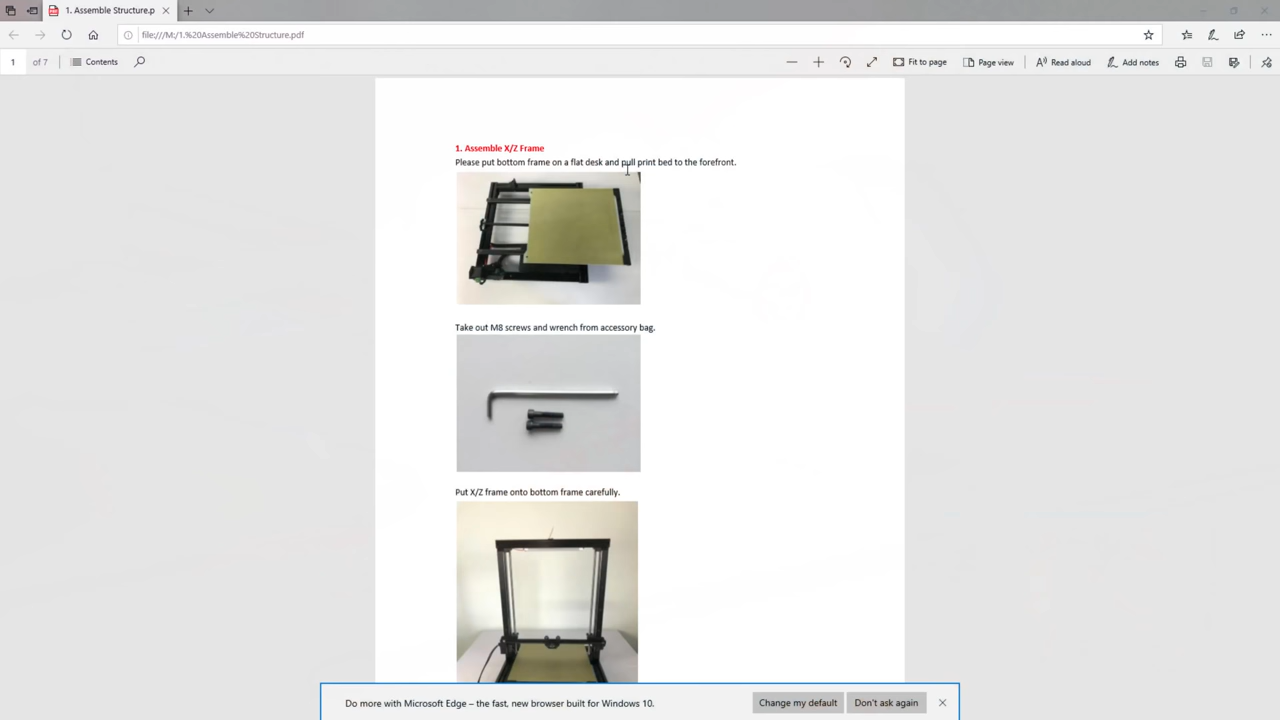 1. Assemble Structure.p
file:///M:/1.%20Assemble%20Structure.pdf
1 of 7 Contents Fit to page Page view Read aloud Add notes
1. Assemble X/Z Frame
Please put bottom frame on a flat desk and pull print bed to the forefront.
Take out M8 screws and wrench from accessory bag.
Put X/Z frame onto bottom frame carefully.
Do more with Microsoft Edge – the fast, new browser built for Windows 10. Change my default Don't ask again